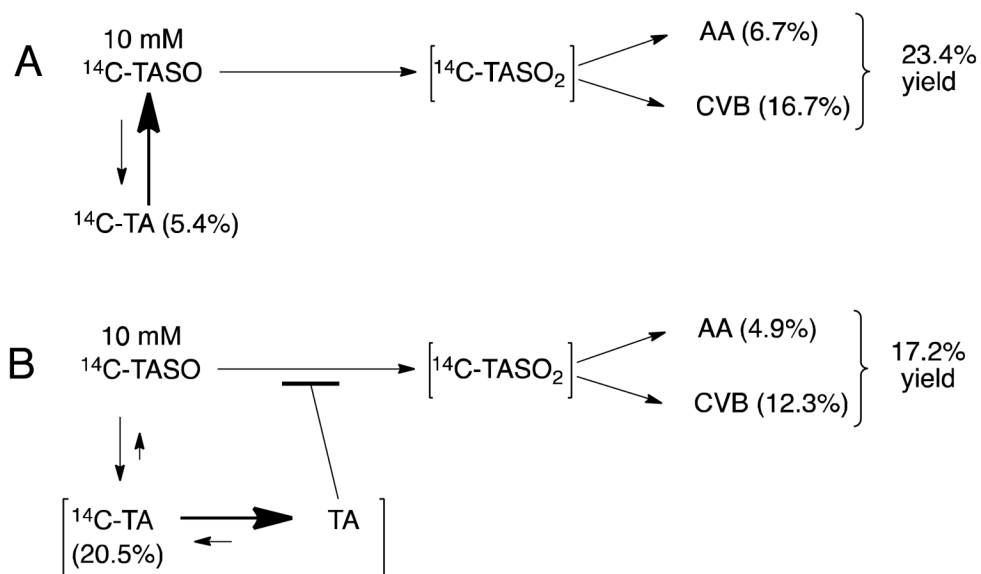 A
10 mM
¹⁴C-TASO
[¹⁴C-TASO₂]
AA (6.7%)
CVB (16.7%)
23.4%
yield
¹⁴C-TA (5.4%)
B
10 mM
¹⁴C-TASO
[¹⁴C-TASO₂]
AA (4.9%)
CVB (12.3%)
17.2%
yield
¹⁴C-TA
(20.5%)
TA